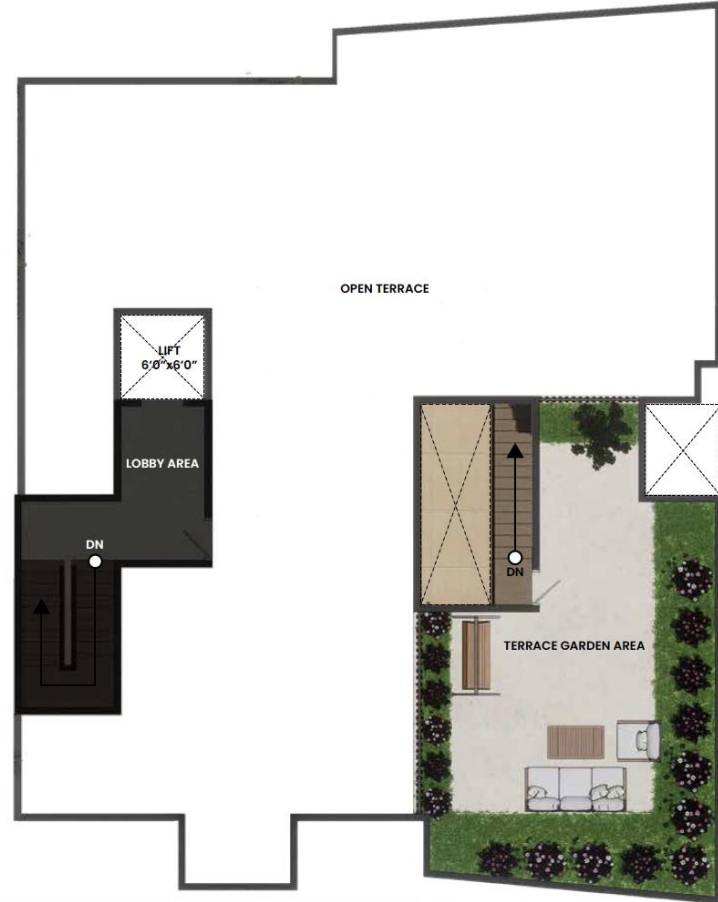 OPEN TERRACE
LIFT
6'0"x6'0"
LOBBY AREA
DN
DN
TERRACE GARDEN AREA